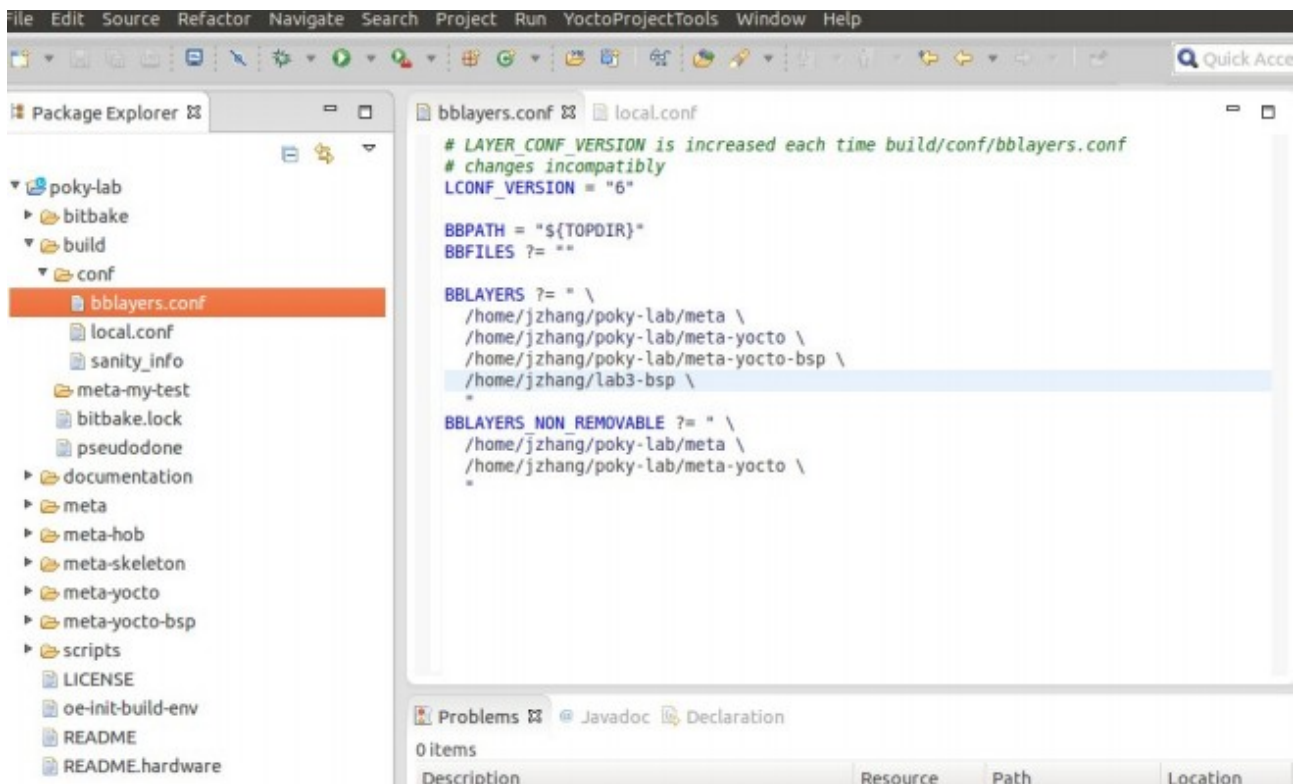 File Edit Source Refactor Navigate Search Project Run YoctoProjectTools Window Help
Quick Acce
Package Explorer
poky-lab
bitbake
build
conf
bblayers.conf
local.conf
sanity_info
meta-my-test
bitbake.lock
pseudodone
documentation
meta
meta-hob
meta-skeleton
meta-yocto
meta-yocto-bsp
scripts
LICENSE
oe-init-build-env
README
README.hardware
bblayers.conf local.conf
# LAYER_CONF_VERSION is increased each time build/conf/bblayers.conf
# changes incompatibly
LCONF_VERSION = "6"
BBPATH = "${TOPDIR}"
BBFILES ?= ""
BBLAYERS ?= " \
/home/jzhang/poky-lab/meta \
/home/jzhang/poky-lab/meta-yocto \
/home/jzhang/poky-lab/meta-yocto-bsp \
/home/jzhang/lab3-bsp \
"
BBLAYERS_NON_REMOVABLE ?= " \
/home/jzhang/poky-lab/meta \
/home/jzhang/poky-lab/meta-yocto \
"
Problems @ Javadoc Declaration
0 items
Description Resource Path Location